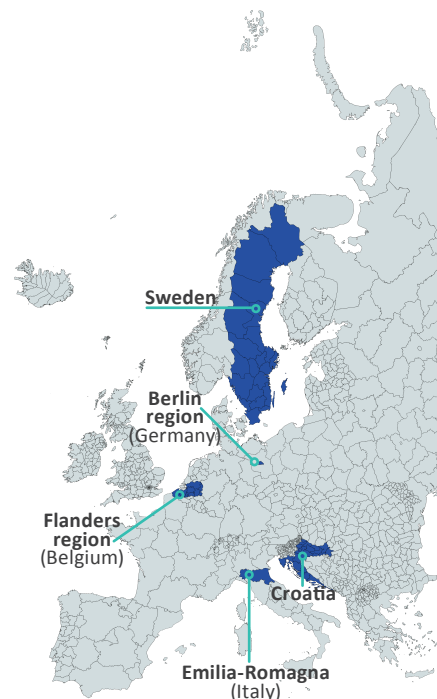 Sweden
Berlin
region
(Germany)
Flanders
region
(Belgium)
Croatia
Emilia-Romagna
(Italy)